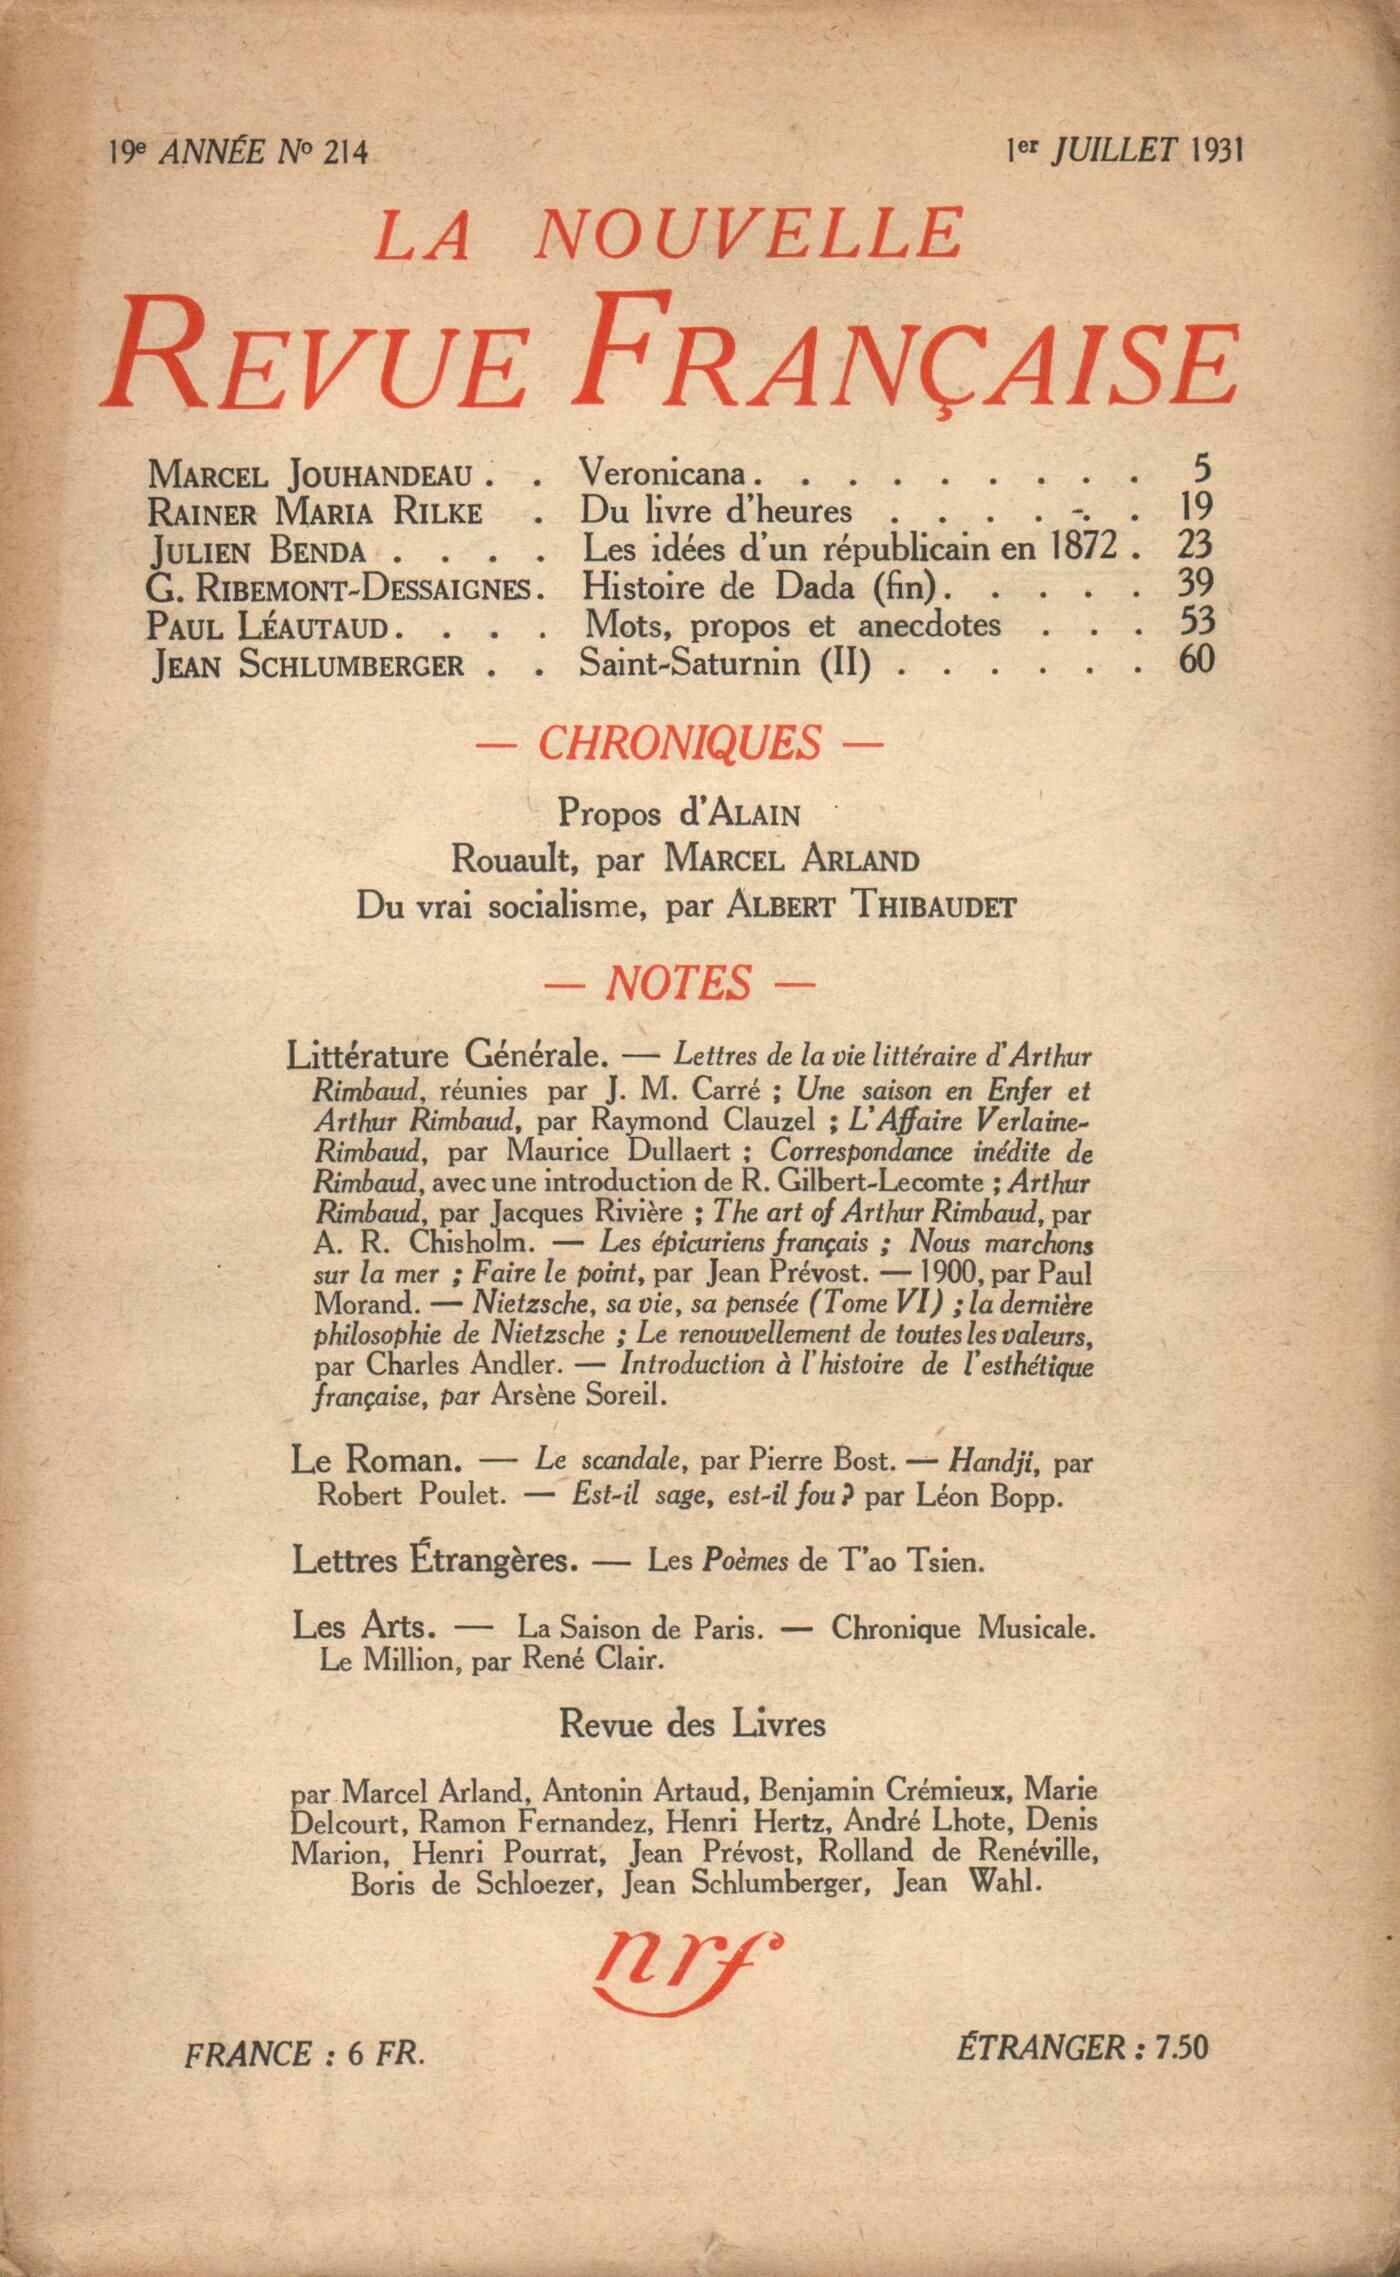 19e ANNÉE No 214
1er JUILLET 1931
LA NOUVELLE
REVUE FRANÇAISE
MARCEL JOUHANDEAU . . Veronicana . . . . . . . . . 5
RAINER MARIA RILKE . Du livre d'heures . . . . . . 19
JULIEN BENDA . . . . Les idées d'un républicain en 1872 . 23
G. RIBEMONT-DESSAIGNES. Histoire de Dada (fin). . . . . 39
PAUL LÉAUTAUD. . . . Mots, propos et anecdotes . . . 53
JEAN SCHLUMBERGER . . Saint-Saturnin (II) . . . . . . 60
— CHRONIQUES —
Propos d'ALAIN
Rouault, par MARCEL ARLAND
Du vrai socialisme, par ALBERT THIBAUDET
— NOTES —
Littérature Générale. — Lettres de la vie littéraire d'Arthur
Rimbaud, réunies par J. M. Carré ; Une saison en Enfer et
Arthur Rimbaud, par Raymond Clauzel ; L'Affaire Verlaine-
Rimbaud, par Maurice Dullaert ; Correspondance inédite de
Rimbaud, avec une introduction de R. Gilbert-Lecomte ; Arthur
Rimbaud, par Jacques Rivière ; The art of Arthur Rimbaud, par
A. R. Chisholm. — Les épicuriens français ; Nous marchons
sur la mer ; Faire le point, par Jean Prévost. — 1900, par Paul
Morand. — Nietzsche, sa vie, sa pensée (Tome VI) ; la dernière
philosophie de Nietzsche ; Le renouvellement de toutes les valeurs,
par Charles Andler. — Introduction à l'histoire de l'esthétique
française, par Arsène Soreil.
Le Roman. — Le scandale, par Pierre Bost. — Handji, par
Robert Poulet. — Est-il sage, est-il fou ? par Léon Bopp.
Lettres Étrangères. — Les Poèmes de T'ao Tsien.
Les Arts. — La Saison de Paris. — Chronique Musicale.
Le Million, par René Clair.
Revue des Livres
par Marcel Arland, Antonin Artaud, Benjamin Crémieux, Marie
Delcourt, Ramon Fernandez, Henri Hertz, André Lhote, Denis
Marion, Henri Pourrat, Jean Prévost, Rolland de Renéville,
Boris de Schloezer, Jean Schlumberger, Jean Wahl.
nrf
FRANCE : 6 FR.
ÉTRANGER : 7.50